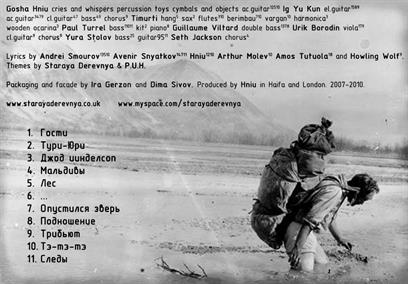 Gosha Hniu cries and whispers percussion toys cymbals and objects ac.guitar Ig Yu Kun el.guitar
ac.guitar cl.guitar bass chorus Timurti hang sax flutes berimbau vargan harmonica
wooden ocarina Paul Turrel bass kit piano Guillaume Viltard double bass Urik Borodin viola
cl.guitar chorus Yura Stolov bass guitar Seth Jackson chorus
Lyrics by Andrei Smourov Avenir Snyatkov Hniu Arthur Molev Amos Tutuola and Howling Wolf.
Themes by Staraya Derevnya & P.U.H.
Packaging and facade by Ira Gerzon and Dima Sivov. Produced by Hniu in Haifa and London. 2007-2010.
www.starayaderevnya.co.uk www.myspace.com/starayaderevnya
1. Гости
2. Тури-Юри
3. Джод шинделсоп
4. Мальдивы
5. Лес
6. ...
7. Опустился зверь
8. Подношение
9. Трибьют
10. Тэ-тэ-тэ
11. Следы